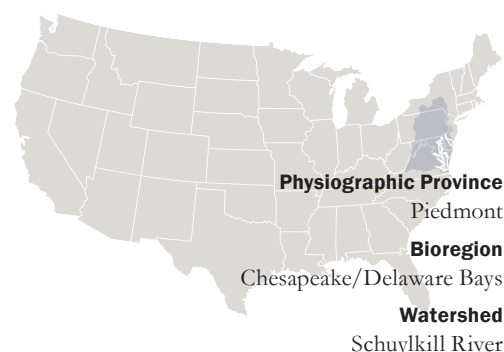 Physiographic Province
Piedmont
Bioregion
Chesapeake/Delaware Bays
Watershed
Schuylkill River